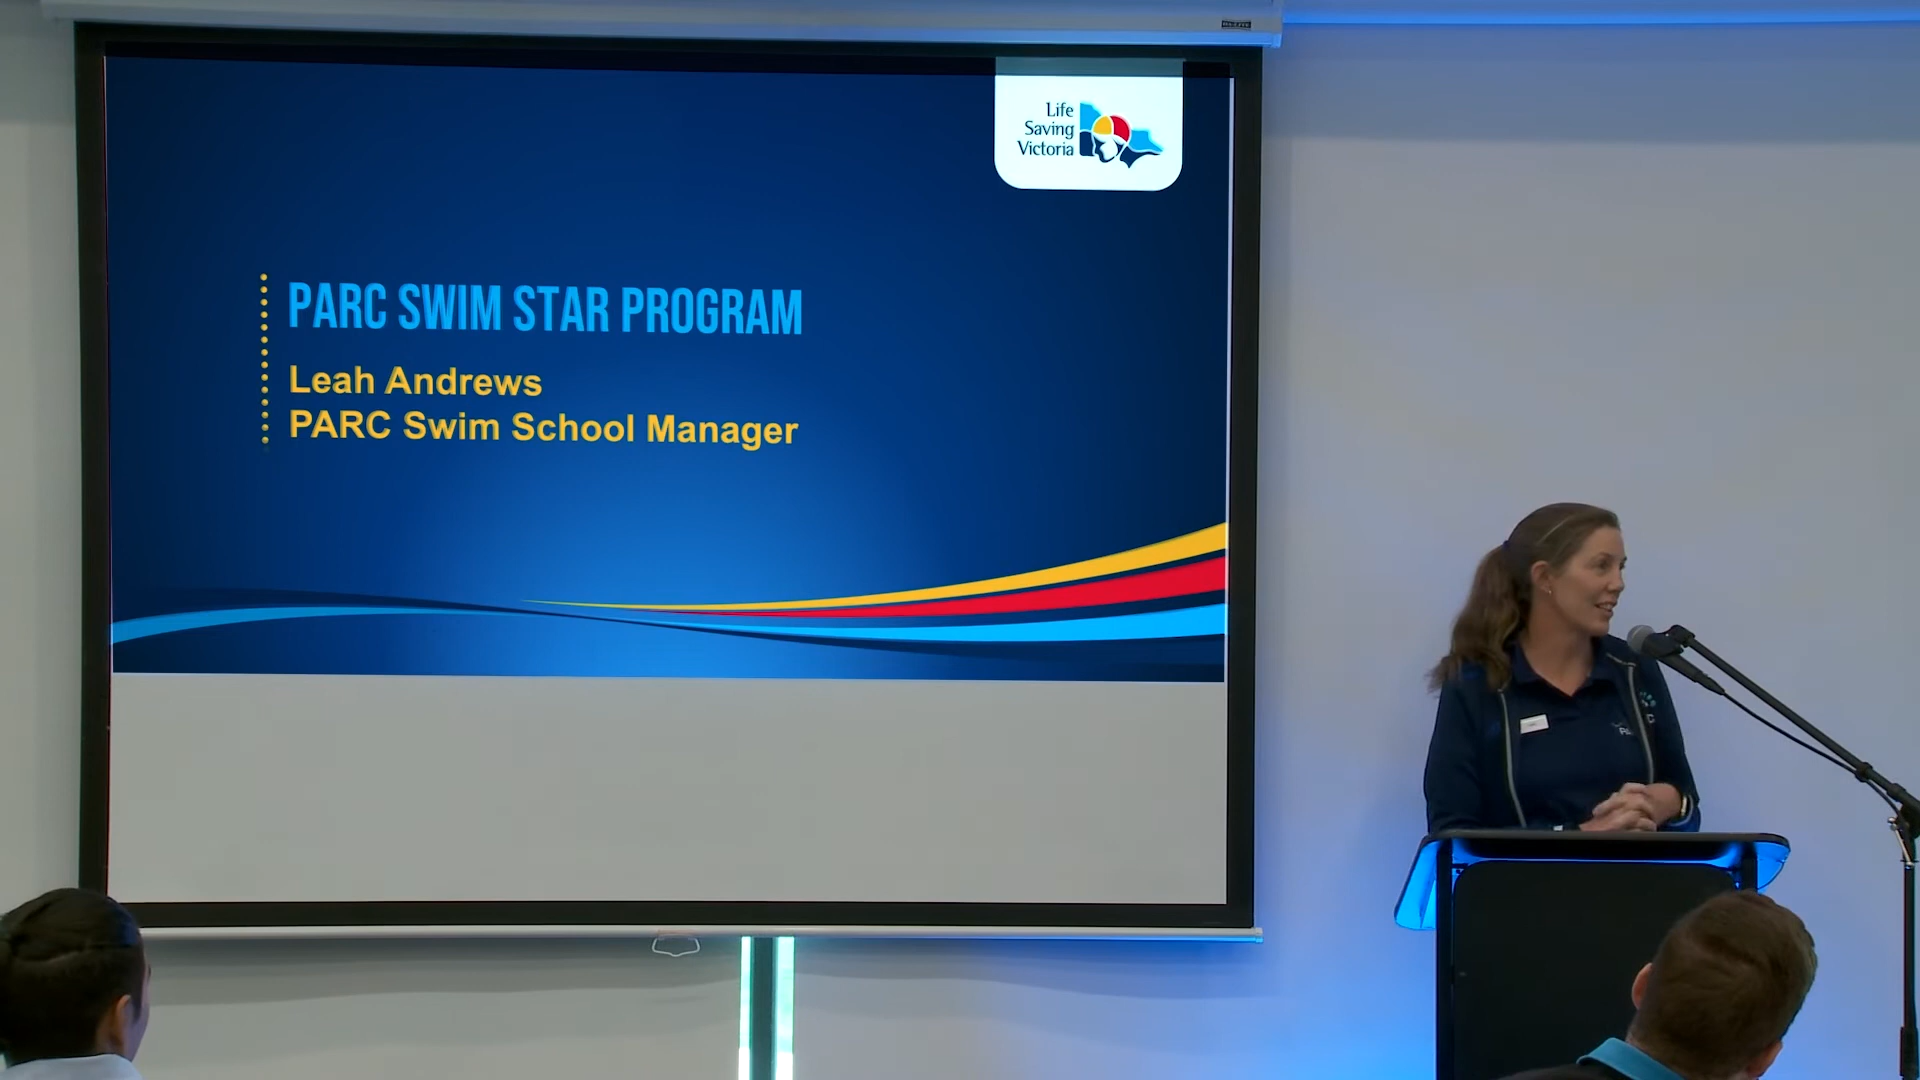 Life
Saving
Victoria
PARC SWIM STAR PROGRAM
Leah Andrews
PARC Swim School Manager